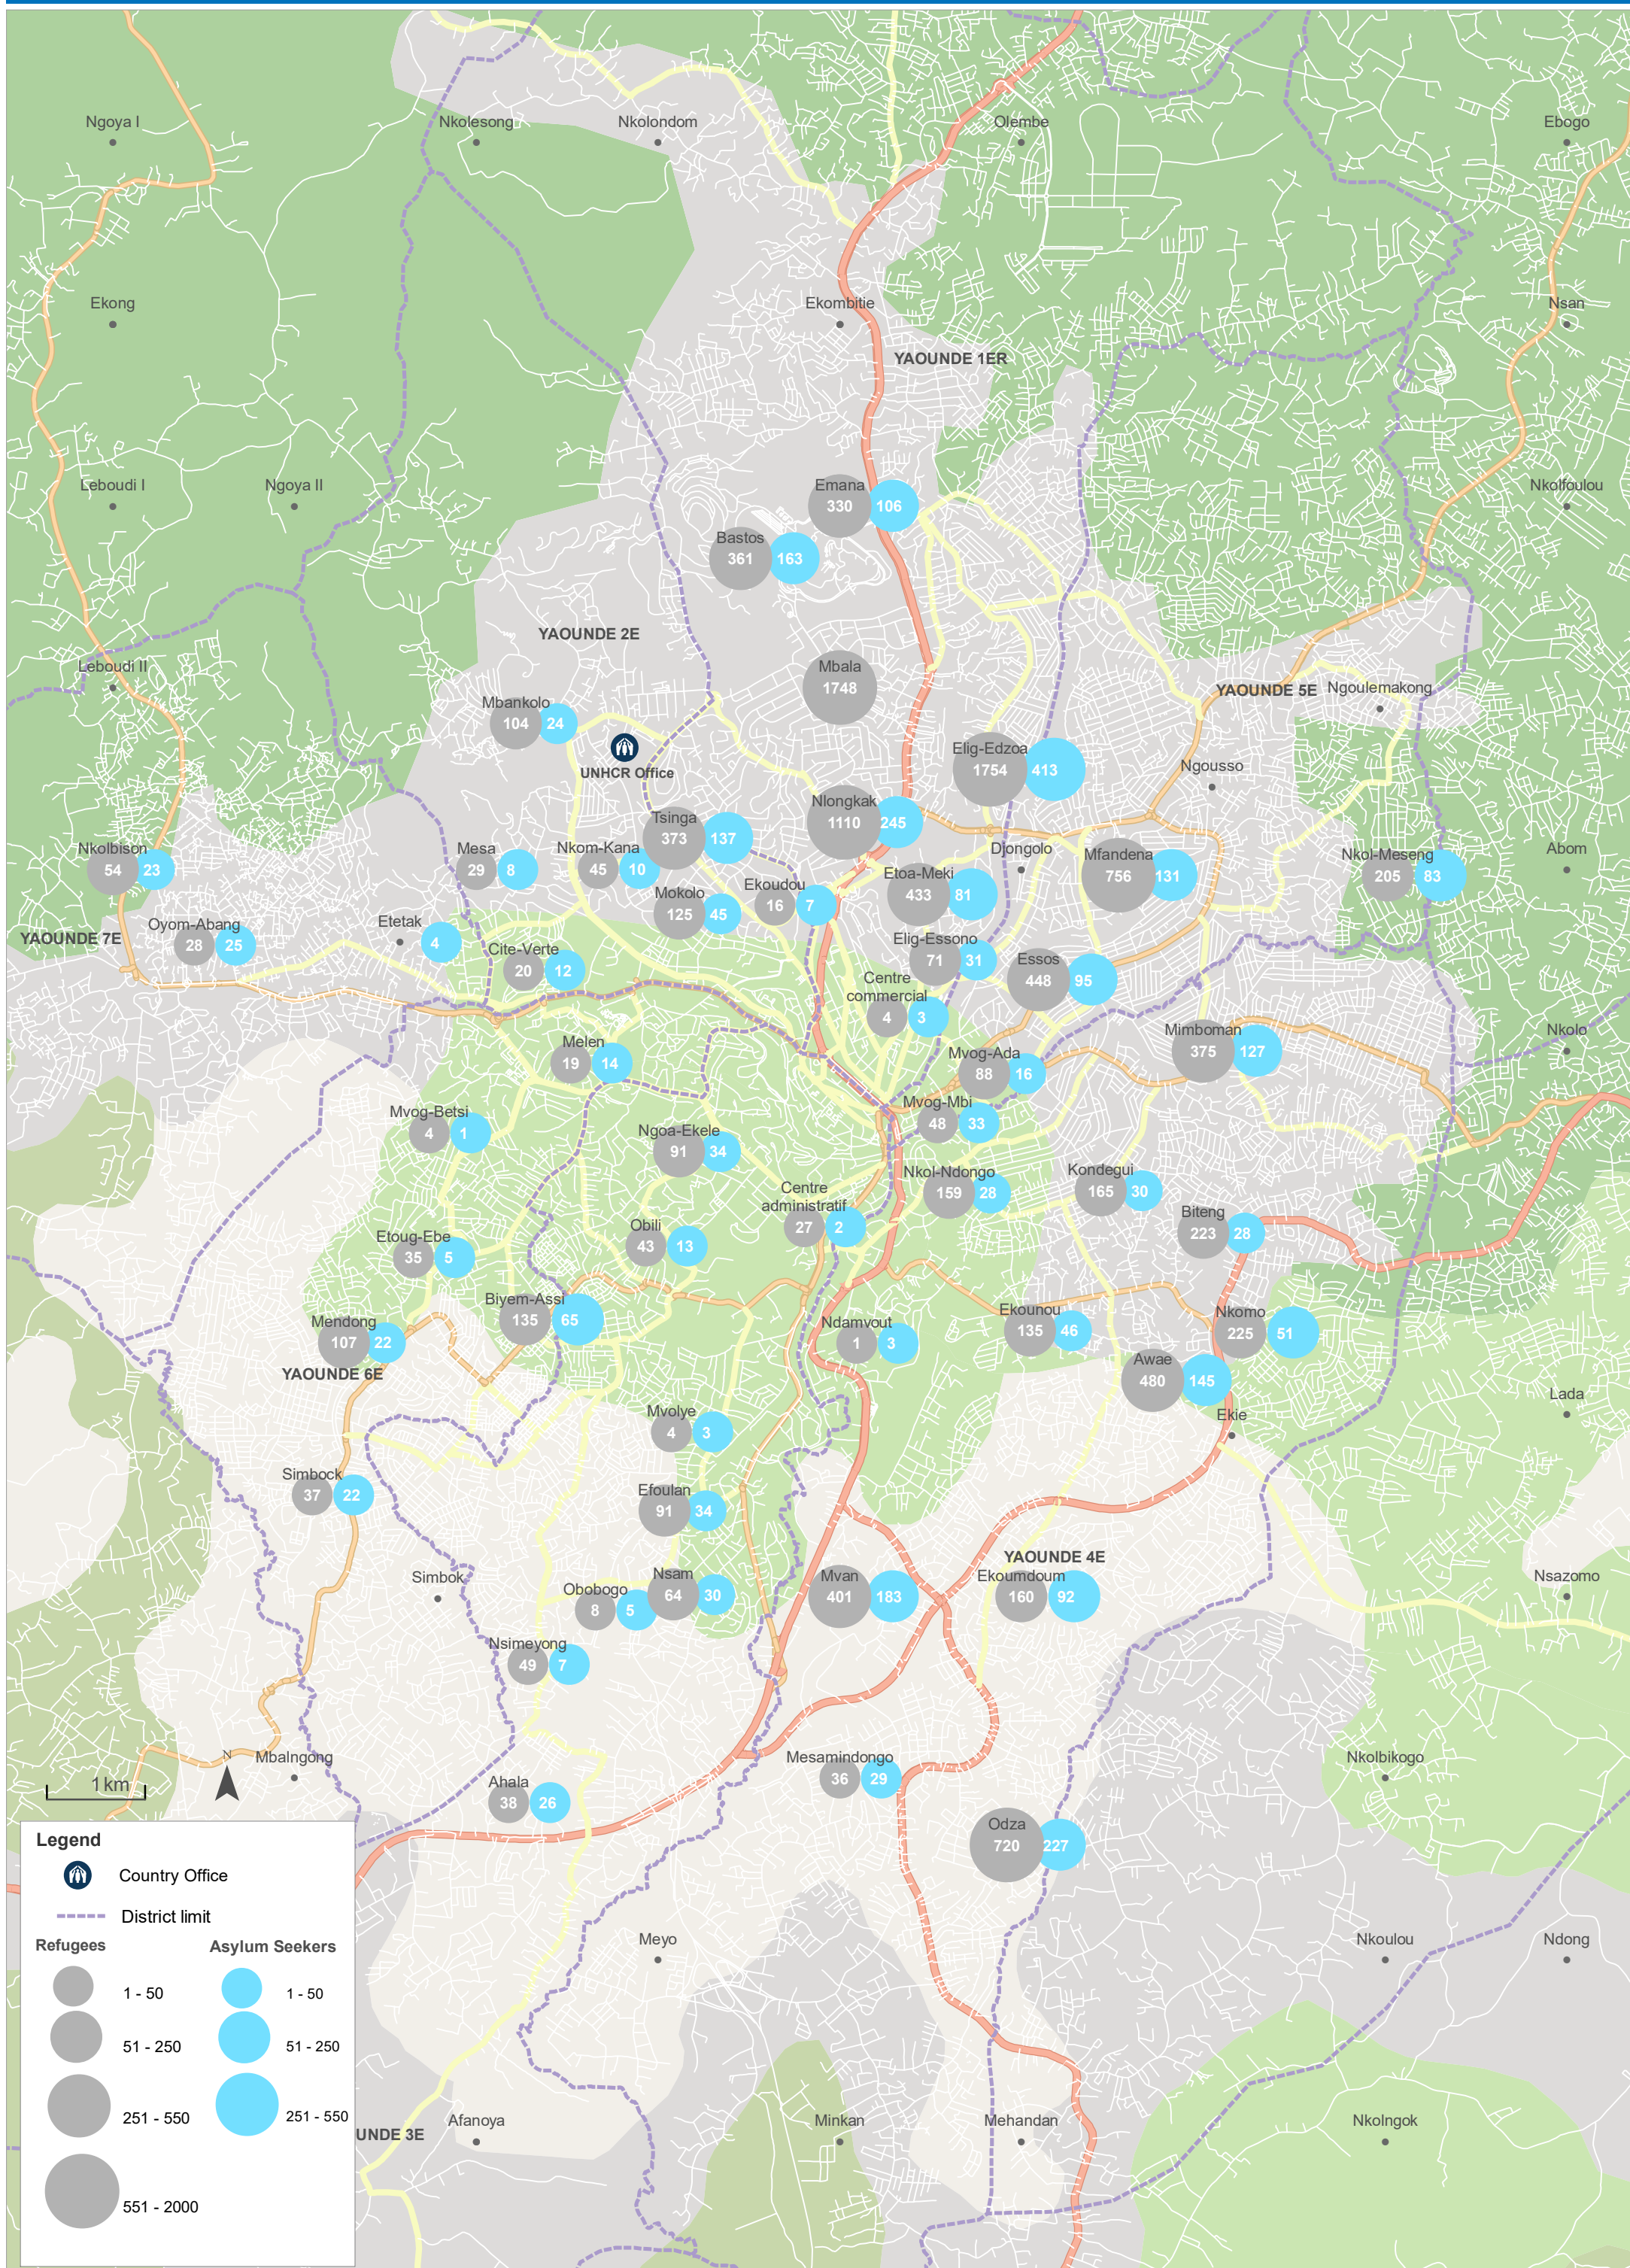 Ngoya I
Nkolesong
Nkolondom
Olembe
Ebogo
Ekong
Ekombitie
Nsan
YAOUNDE 1ER
Leboudi I
Ngoya II
Emana
330
106
Nkolfoulou
Bastos
361
163
YAOUNDE 2E
Leboudi II
Mbala
1748
YAOUNDE 5E
Ngoulemakong
Mbankolo
104
24
UNHCR Office
Elig-Edzoa
1754
413
Ngousso
Nlongkak
1110
245
Tsinga
373
137
Nkolbison
54
23
Mesa
29
8
Nkom-Kana
45
10
Djongolo
Mfandena
756
131
Nkol-Meseng
205
83
Abom
Etoa-Meki
433
81
Mokolo
125
45
Ekoudou
16
7
Oyom-Abang
28
25
Etetak
4
YAOUNDE 7E
Cite-Verte
20
12
Elig-Essono
71
31
Essos
448
95
Centre
commercial
4
3
Mimboman
375
127
Nkolo
Melen
19
14
Mvog-Ada
88
16
Mvog-Betsi
4
1
Mvog-Mbi
48
33
Ngoa-Ekele
91
34
Nkol-Ndongo
159
28
Kondegui
165
30
Centre
administratif
27
2
Biteng
223
28
Etoug-Ebe
35
5
Obili
43
13
Biyem-Assi
135
65
Mendong
107
22
YAOUNDE 6E
Ndamvout
1
3
Ekounou
135
46
Nkomo
225
51
Awae
480
145
Ekie
Lada
Mvolye
4
3
Simbock
37
22
Efoulan
91
34
YAOUNDE 4E
Simbok
Obobogo
8
5
Nsam
64
30
Mvan
401
183
Ekoumdoum
160
92
Nsazomo
Nsimeyong
49
7
N
Mbalngong
1 km
Mesamindongo
36
29
Nkolbikogo
Ahala
38
26
Odza
720
227
Legend
Country Office
District limit
Refugees
Asylum Seekers
1 - 50
1 - 50
51 - 250
51 - 250
251 - 550
251 - 550
551 - 2000
Meyo
Nkoulou
Ndong
UNDE 3E
Afanoya
Minkan
Mehandan
Nkolngok